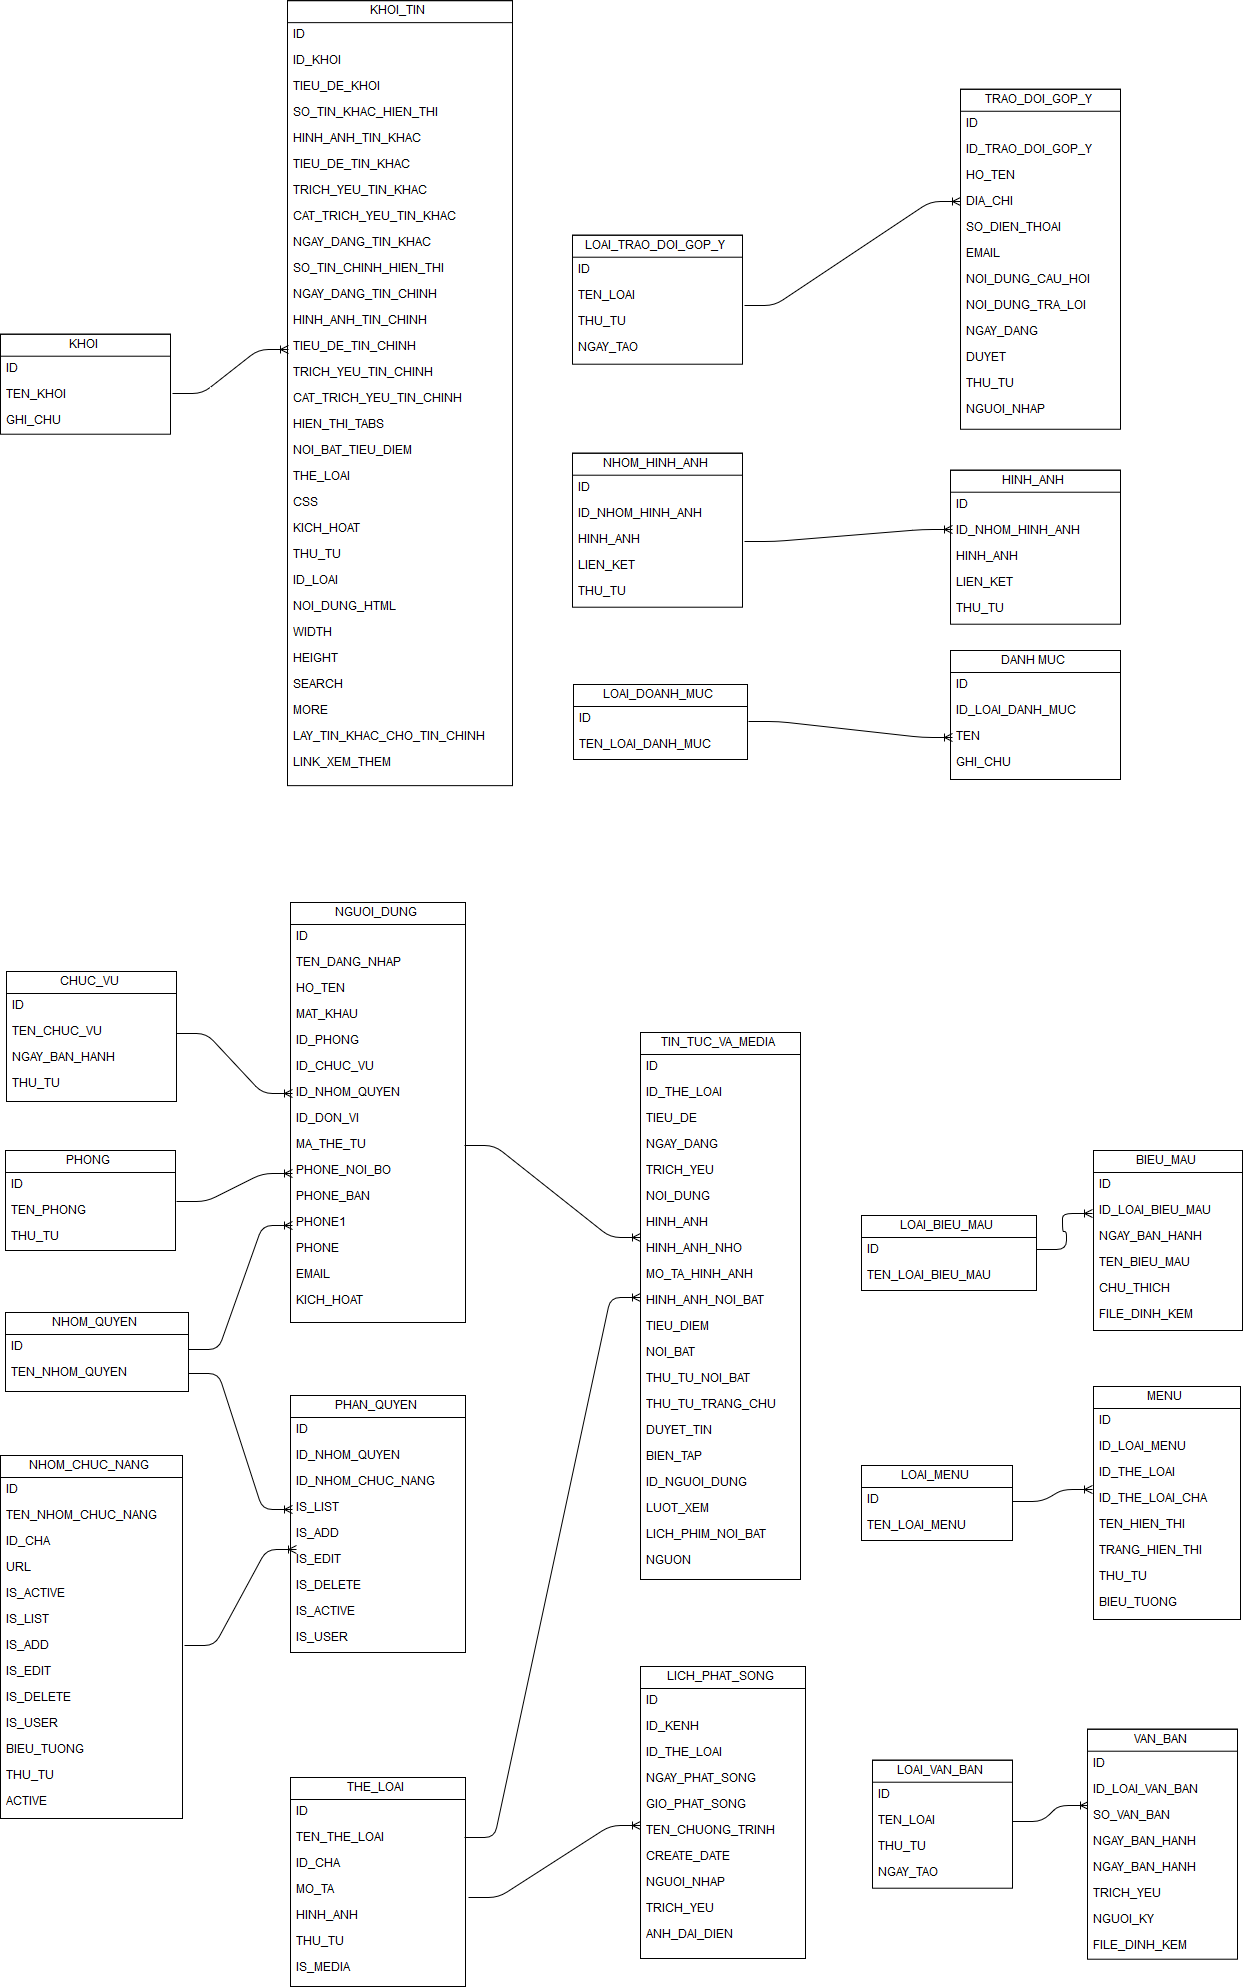 KHOI_TIN
ID
ID_KHOI
TIEU_DE_KHOI
SO_TIN_KHAC_HIEN_THI
HINH_ANH_TIN_KHAC
TIEU_DE_TIN_KHAC
TRICH_YEU_TIN_KHAC
CAT_TRICH_YEU_TIN_KHAC
NGAY_DANG_TIN_KHAC
SO_TIN_CHINH_HIEN_THI
NGAY_DANG_TIN_CHINH
HINH_ANH_TIN_CHINH
TIEU_DE_TIN_CHINH
TRICH_YEU_TIN_CHINH
CAT_TRICH_YEU_TIN_CHINH
HIEN_THI_TABS
NOI_BAT_TIEU_DIEM
THE_LOAI
CSS
KICH_HOAT
THU_TU
ID_LOAI
NOI_DUNG_HTML
WIDTH
HEIGHT
SEARCH
MORE
LAY_TIN_KHAC_CHO_TIN_CHINH
LINK_XEM_THEM
KHOI
ID
TEN_KHOI
GHI_CHU
LOAI_TRAO_DOI_GOP_Y
ID
TEN_LOAI
THU_TU
NGAY_TAO
TRAO_DOI_GOP_Y
ID
ID_TRAO_DOI_GOP_Y
HO_TEN
DIA_CHI
SO_DIEN_THOAI
EMAIL
NOI_DUNG_CAU_HOI
NOI_DUNG_TRA_LOI
NGAY_DANG
DUYET
THU_TU
NGUOI_NHAP
NHOM_HINH_ANH
ID
ID_NHOM_HINH_ANH
HINH_ANH
LIEN_KET
THU_TU
HINH_ANH
ID
ID_NHOM_HINH_ANH
HINH_ANH
LIEN_KET
THU_TU
LOAI_DOANH_MUC
ID
TEN_LOAI_DANH_MUC
DANH MUC
ID
ID_LOAI_DANH_MUC
TEN
GHI_CHU
NGUOI_DUNG
ID
TEN_DANG_NHAP
HO_TEN
MAT_KHAU
ID_PHONG
ID_CHUC_VU
ID_NHOM_QUYEN
ID_DON_VI
MA_THE_TU
PHONE_NOI_BO
PHONE_BAN
PHONE1
PHONE
EMAIL
KICH_HOAT
CHUC_VU
ID
TEN_CHUC_VU
NGAY_BAN_HANH
THU_TU
PHONG
ID
TEN_PHONG
THU_TU
NHOM_QUYEN
ID
TEN_NHOM_QUYEN
NHOM_CHUC_NANG
ID
TEN_NHOM_CHUC_NANG
ID_CHA
URL
IS_ACTIVE
IS_LIST
IS_ADD
IS_EDIT
IS_DELETE
IS_USER
BIEU_TUONG
THU_TU
ACTIVE
PHAN_QUYEN
ID
ID_NHOM_QUYEN
ID_NHOM_CHUC_NANG
IS_LIST
IS_ADD
IS_EDIT
IS_DELETE
IS_ACTIVE
IS_USER
THE_LOAI
ID
TEN_THE_LOAI
ID_CHA
MO_TA
HINH_ANH
THU_TU
IS_MEDIA
TIN_TUC_VA_MEDIA
ID
ID_THE_LOAI
TIEU_DE
NGAY_DANG
TRICH_YEU
NOI_DUNG
HINH_ANH
HINH_ANH_NHO
MO_TA_HINH_ANH
HINH_ANH_NOI_BAT
TIEU_DIEM
NOI_BAT
THU_TU_NOI_BAT
THU_TU_TRANG_CHU
DUYET_TIN
BIEN_TAP
ID_NGUOI_DUNG
LUOT_XEM
LICH_PHIM_NOI_BAT
NGUON
LICH_PHAT_SONG
ID
ID_KENH
ID_THE_LOAI
NGAY_PHAT_SONG
GIO_PHAT_SONG
TEN_CHUONG_TRINH
CREATE_DATE
NGUOI_NHAP
TRICH_YEU
ANH_DAI_DIEN
LOAI_BIEU_MAU
ID
TEN_LOAI_BIEU_MAU
BIEU_MAU
ID
ID_LOAI_BIEU_MAU
NGAY_BAN_HANH
TEN_BIEU_MAU
CHU_THICH
FILE_DINH_KEM
LOAI_MENU
ID
TEN_LOAI_MENU
MENU
ID
ID_LOAI_MENU
ID_THE_LOAI
ID_THE_LOAI_CHA
TEN_HIEN_THI
TRANG_HIEN_THI
THU_TU
BIEU_TUONG
LOAI_VAN_BAN
ID
TEN_LOAI
THU_TU
NGAY_TAO
VAN_BAN
ID
ID_LOAI_VAN_BAN
SO_VAN_BAN
NGAY_BAN_HANH
NGAY_BAN_HANH
TRICH_YEU
NGUOI_KY
FILE_DINH_KEM